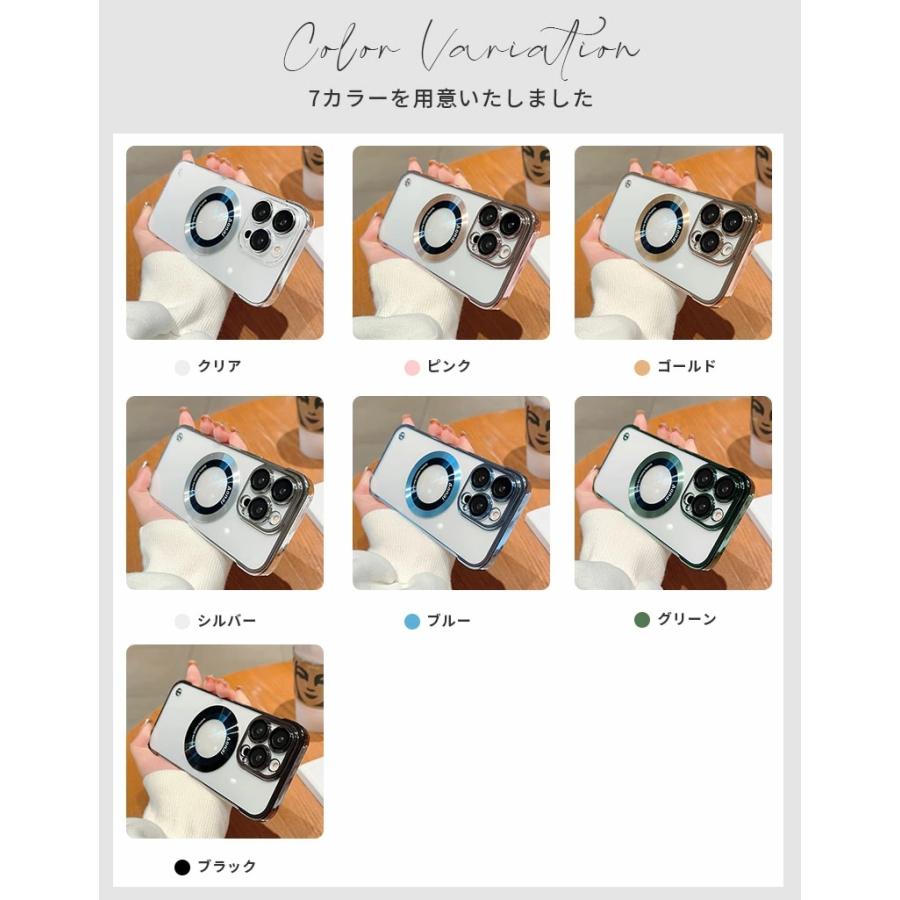 Color Variation
7カラーを用意いたしました
クリア
ピンク
ゴールド
シルバー
ブルー
グリーン
ブラック